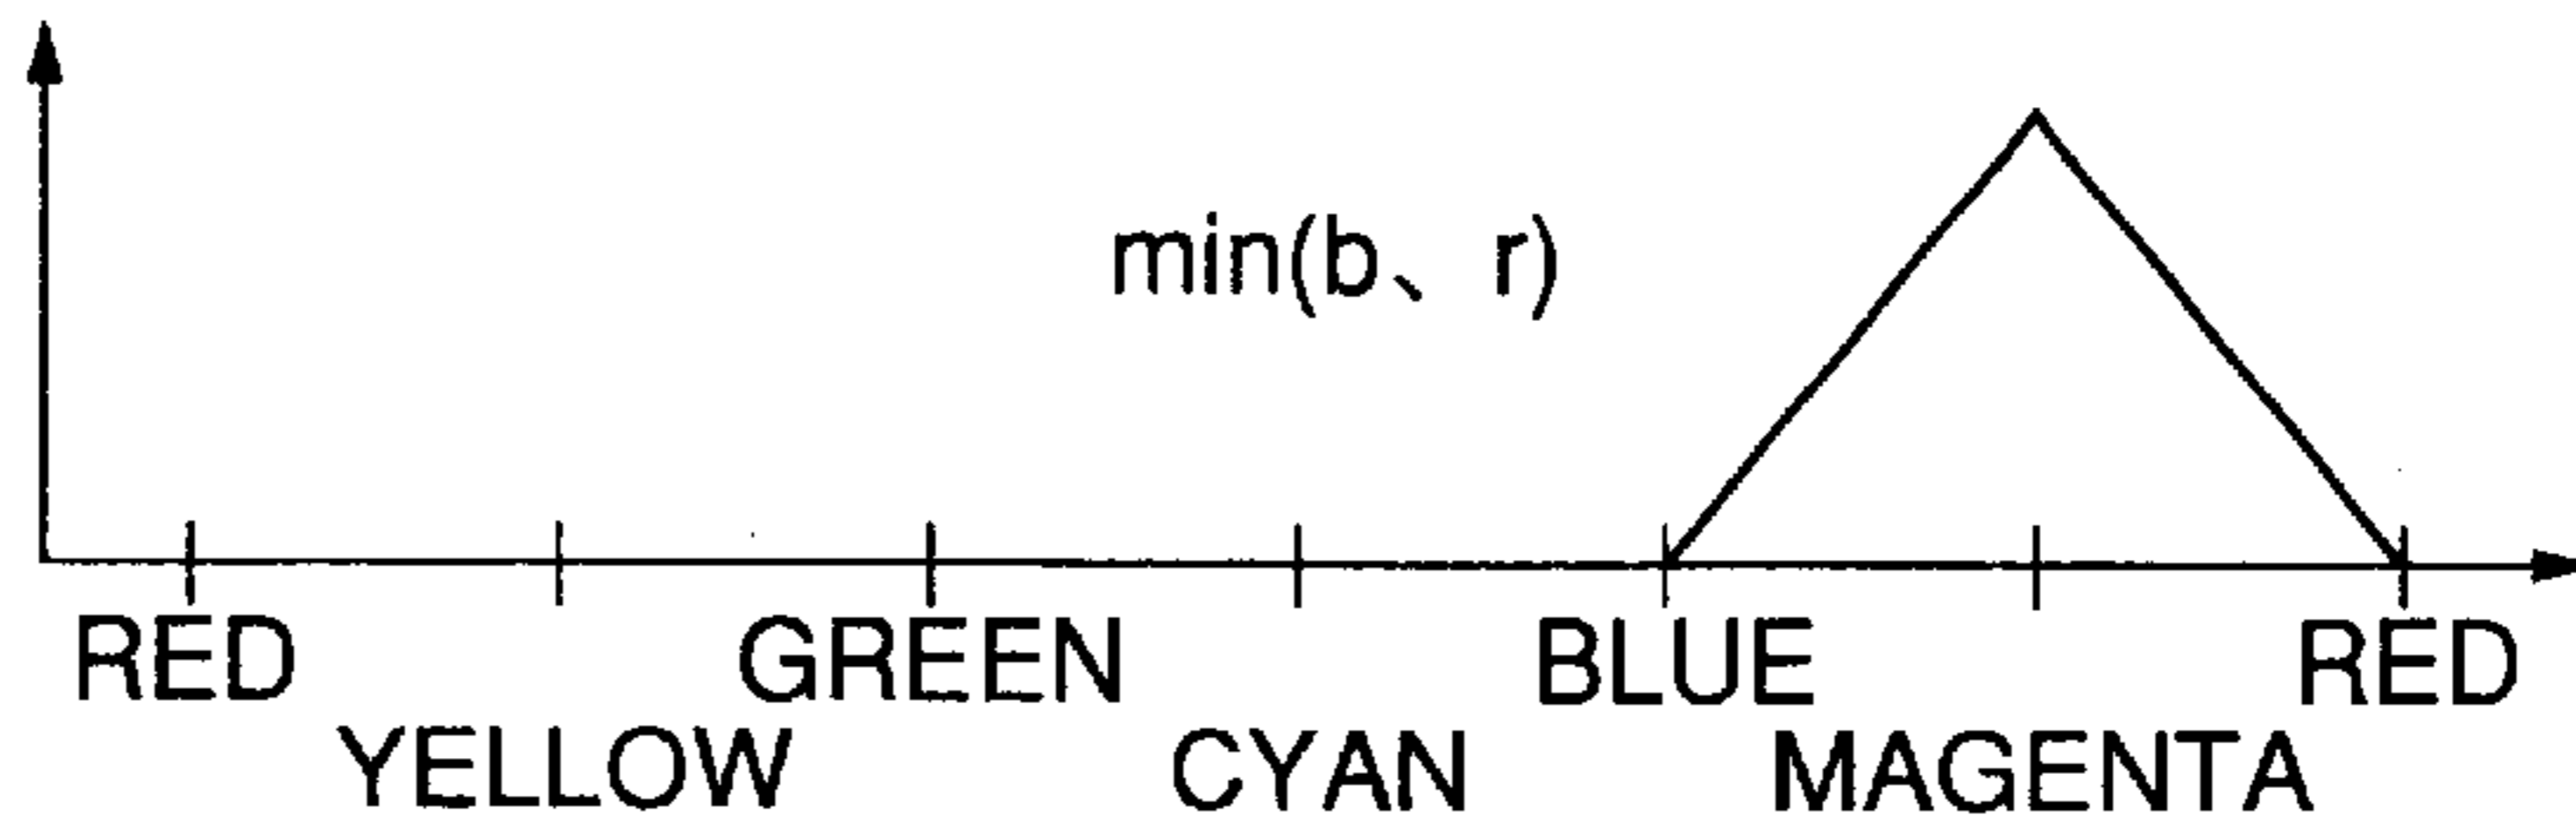 min(b、 r)
RED GREEN BLUE RED
YELLOW CYAN MAGENTA